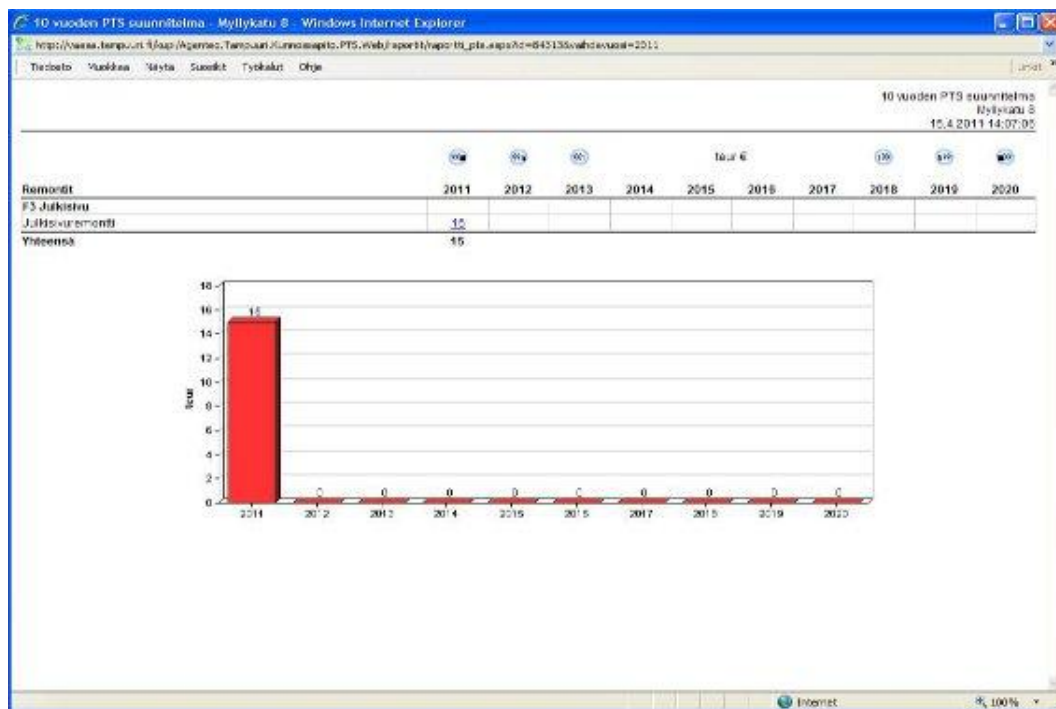 10 vuoden PTS suunnitelma - Myllykatu 8 - Windows Internet Explorer
Tiedosto Muokkaa Näytä Suosikit Työkalut Ohje
10 vuoden PTS suunnitelma
Myllykatu 8
15.4.2011 14:07:05
teur €
Remontit 2011 2012 2013 2014 2015 2016 2017 2018 2019 2020
F3 Julkisivu
Julkisivuremontti 15
Yhteensä 15
18
16
14
12
10
8
6
4
2
0
teur
15 0 0 0 0 0 0 0 0 0
2011 2012 2013 2014 2015 2016 2017 2018 2019 2020
Internet 100%